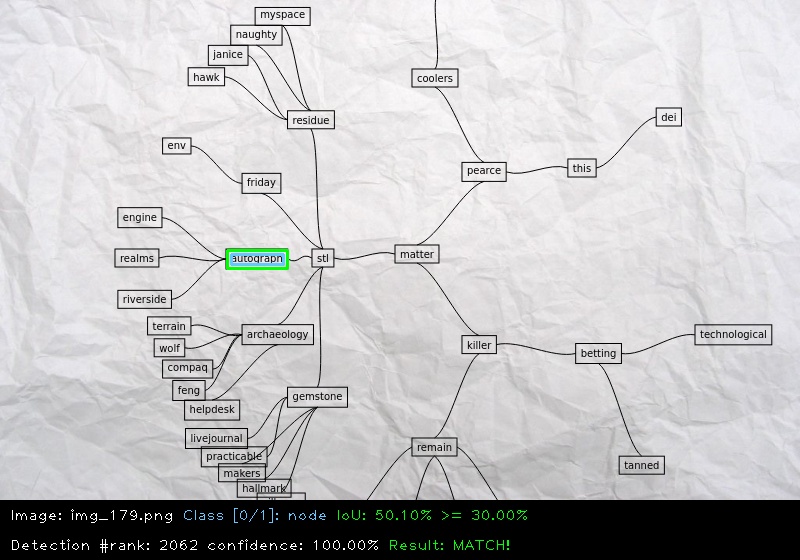 myspace
naughty
janice
hawk
residue
coolers
dei
env
friday
pearce
this
engine
realms
autograph
stl
matter
riverside
terrain
wolf
compaq
feng
helpdesk
archaeology
killer
betting
technological
gemstone
livejournal
practicable
makers
hallmark
remain
tanned
Image: img_179.png Class [0/1]: node IoU: 50.10% >= 30.00%
Detection #rank: 2062 confidence: 100.00% Result: MATCH!